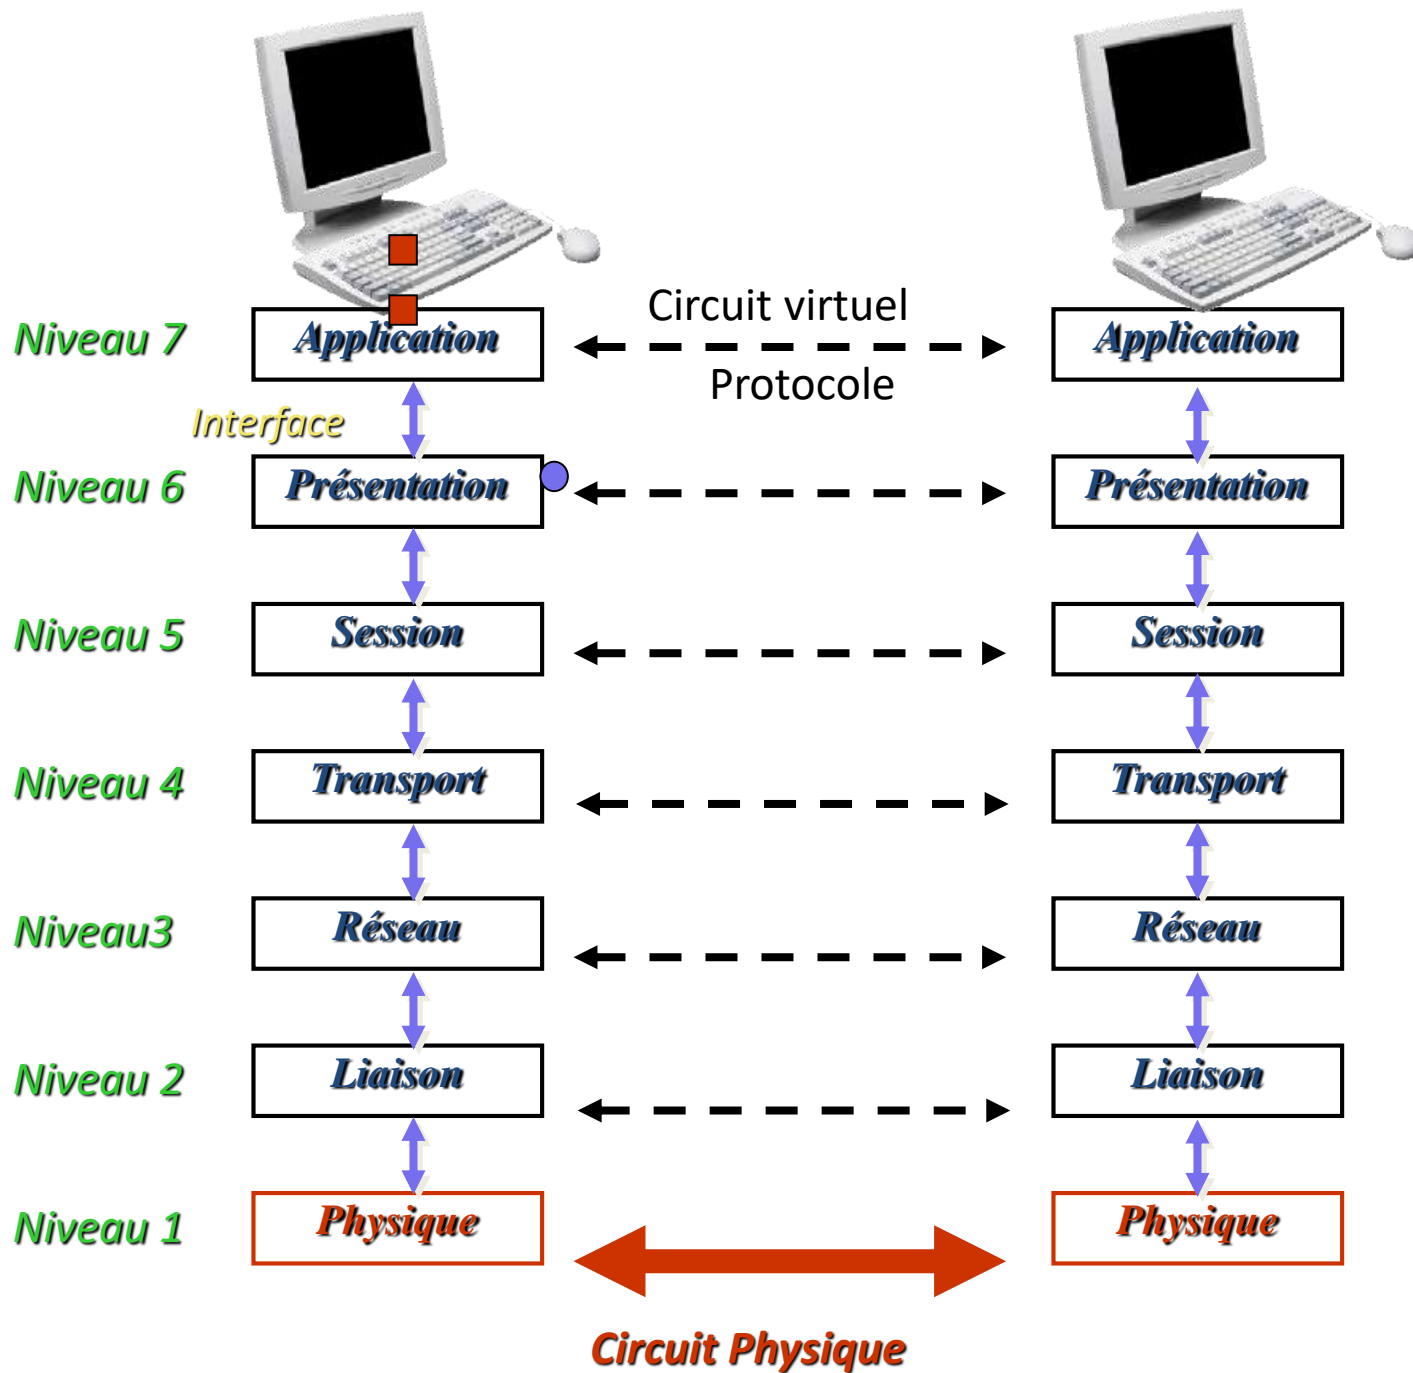 Circuit virtuel
Niveau 7 Application Application
Protocole
Interface
Niveau 6 Présentation Présentation
Niveau 5 Session Session
Niveau 4 Transport Transport
Niveau3 Réseau Réseau
Niveau 2 Liaison Liaison
Niveau 1 Physique Physique
Circuit Physique